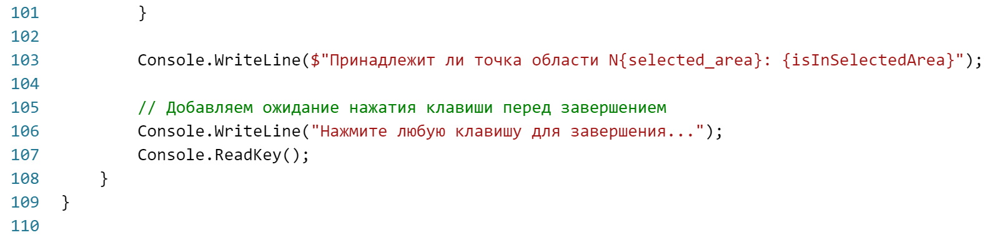 101 }
102
103 Console.WriteLine($"Принадлежит ли точка области N{selected_area}: {isInSelectedArea}");
104
105 // Добавляем ожидание нажатия клавиши перед завершением
106 Console.WriteLine("Нажмите любую клавишу для завершения...");
107 Console.ReadKey();
108 }
109 }
110